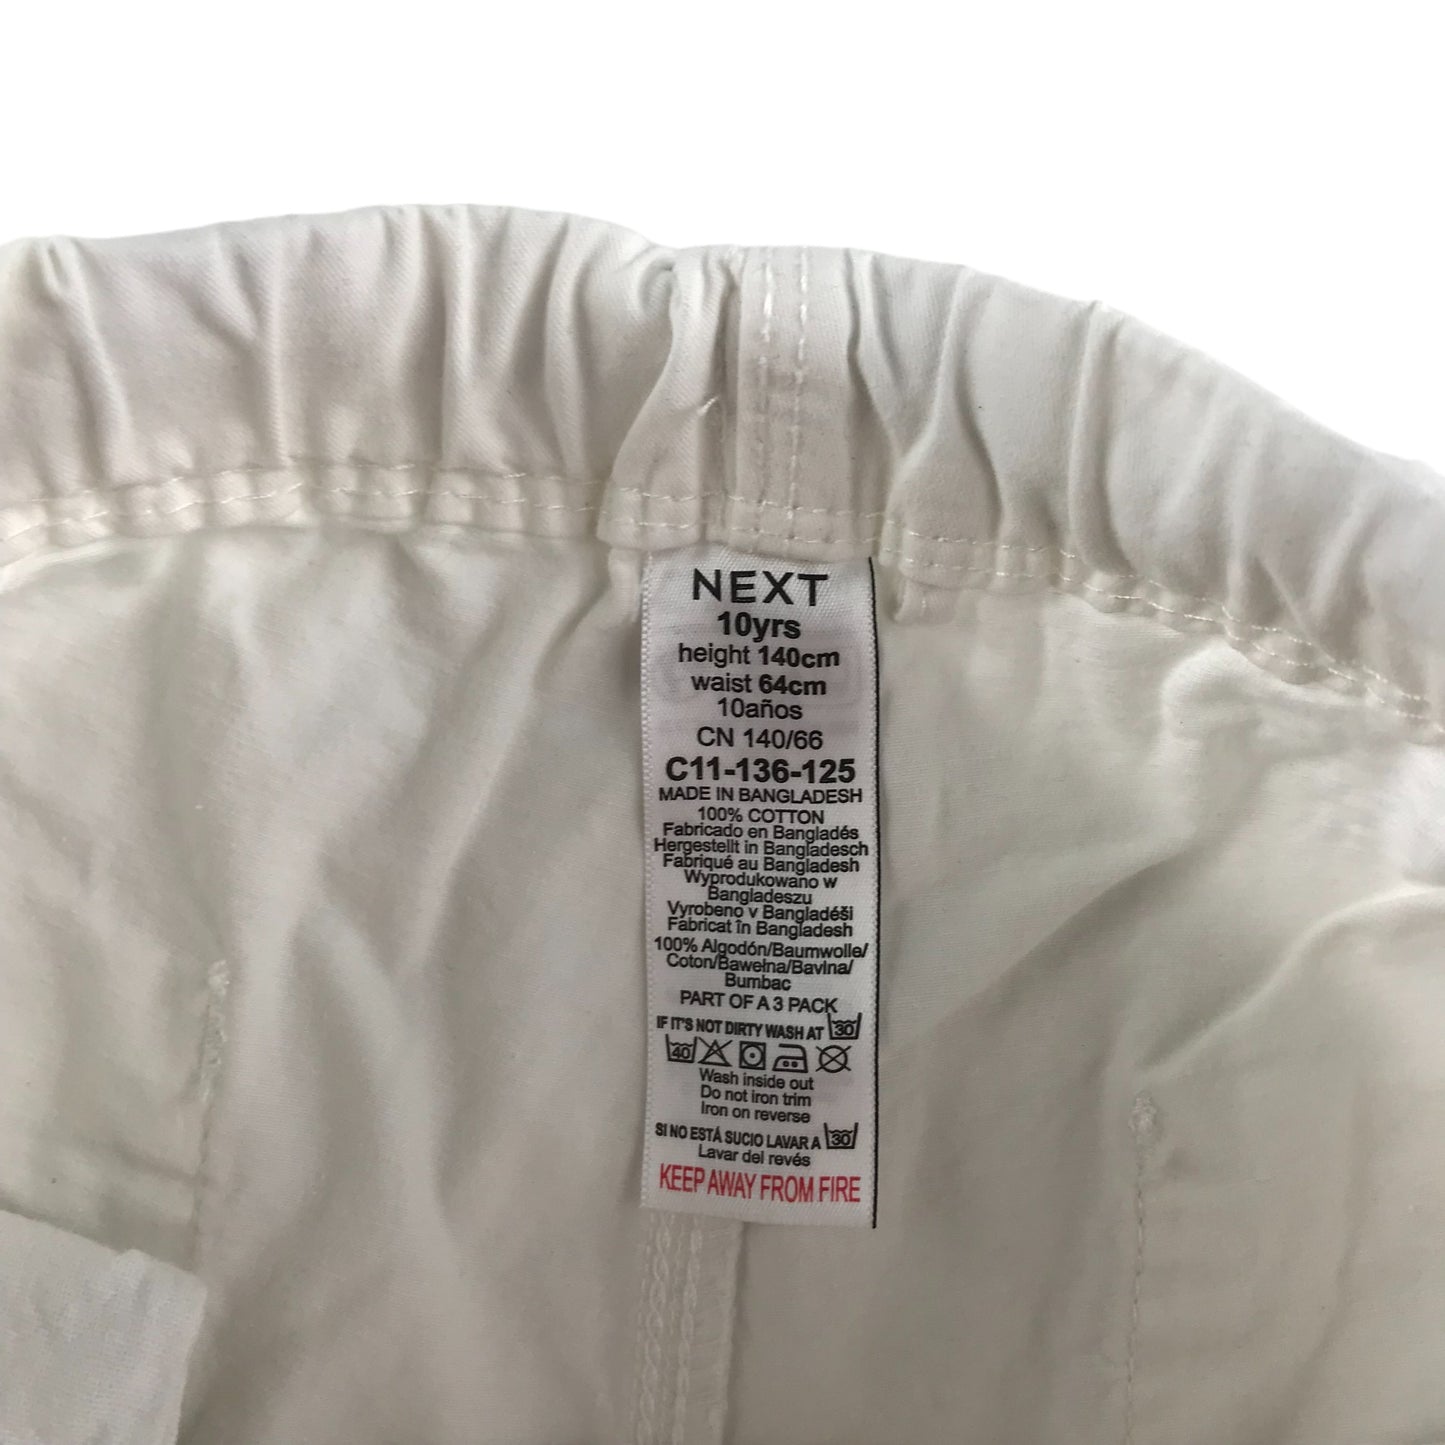 NEXT
10yrs
height 140cm
waist 64cm
10años
CN 140/66
C11-136-125
MADE IN BANGLADESH
100% COTTON
Fabricado en Bangladés
Hergestellt in Bangladesch
Fabriqué au Bangladesh
Wyprodukowano w
Bangladeszu
Vyrobeno v Bangladéši
Fabricat în Bangladesh
100% Algodón/Baumwolle/
Coton/Bawełna/Bavlna/
Bumbac
PART OF A 3 PACK
IF IT'S NOT DIRTY WASH AT 30
40
Wash inside out
Do not iron trim
Iron on reverse
SI NO ESTÁ SUCIO LAVAR A 30
Lavar del revés
KEEP AWAY FROM FIRE